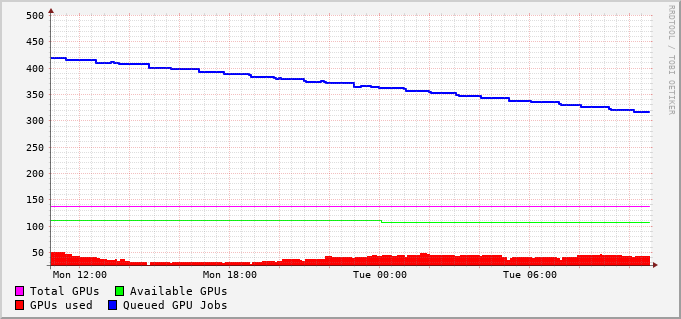 500
450
400
350
300
250
200
150
100
50
Mon 12:00 Mon 18:00 Tue 00:00 Tue 06:00
Total GPUs Available GPUs
GPUs used Queued GPU Jobs
RRDTOOL / TOBI OETIKER